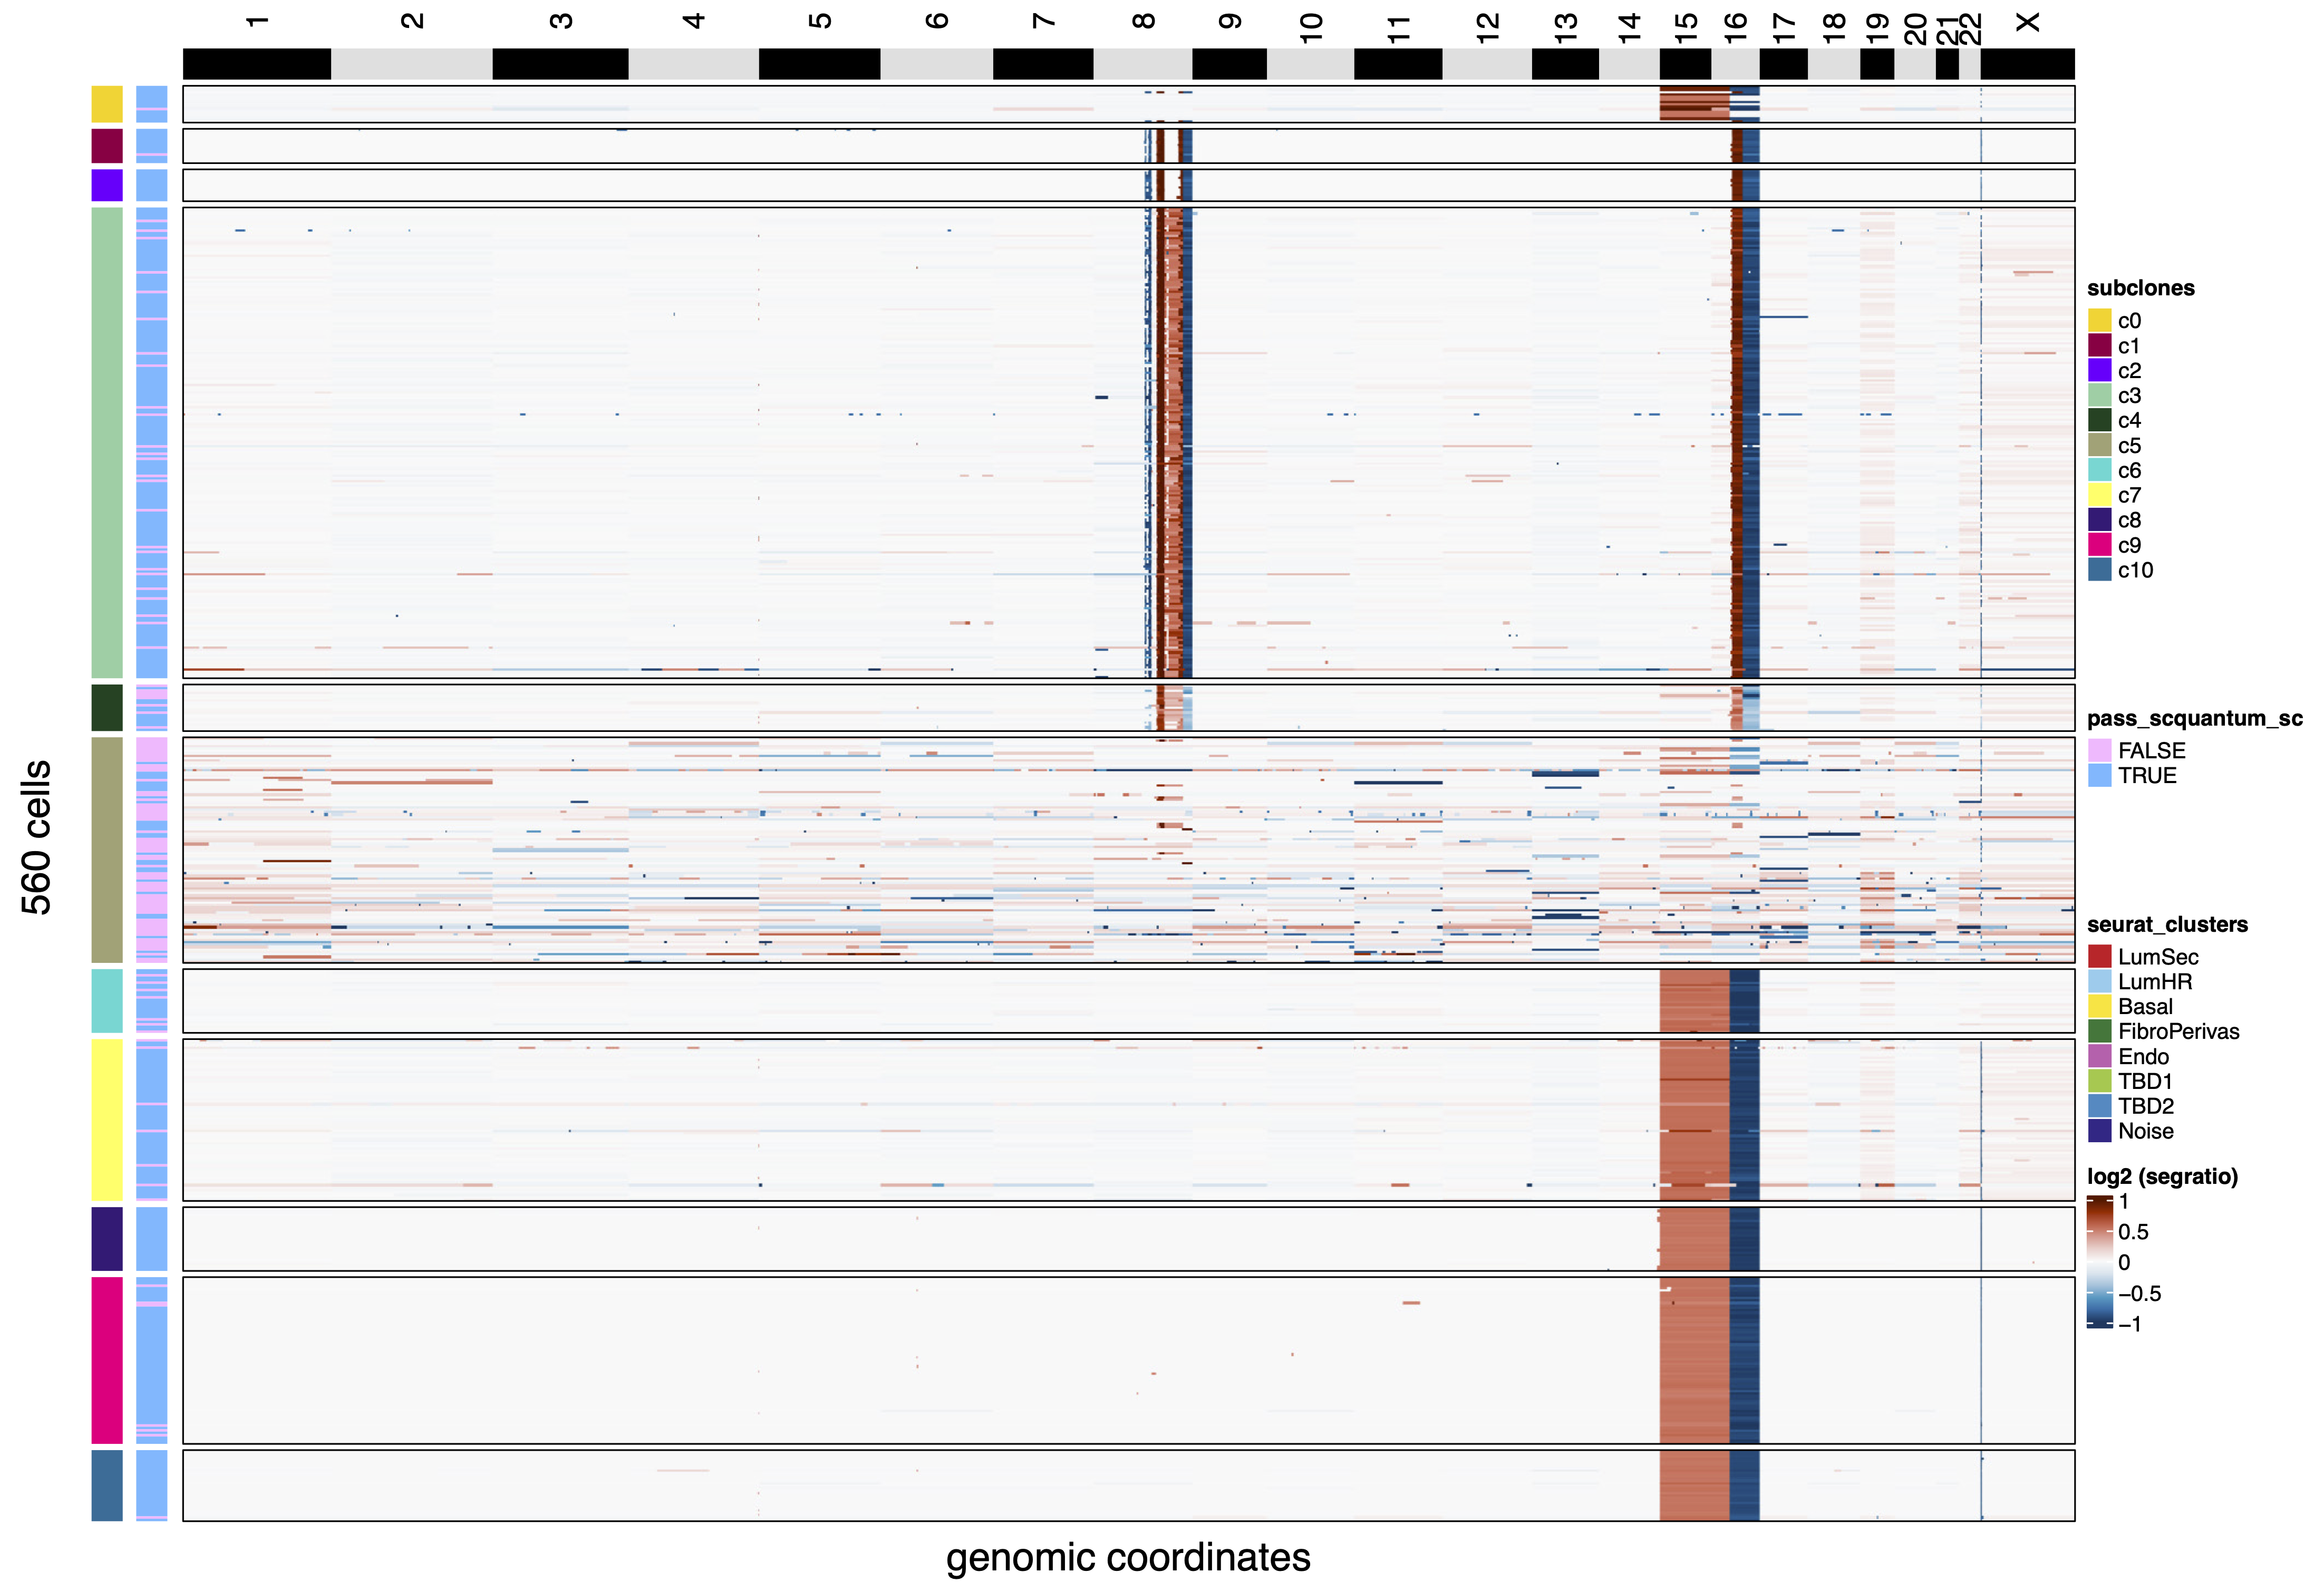 1 2 3 4 5 6 7 8 9 10 11 12 13 14 15 16 17 18 19 20 21 22 X
560 cells
genomic coordinates
subclones
c0
c1
c2
c3
c4
c5
c6
c7
c8
c9
c10
pass_scquantum_sc
FALSE
TRUE
seurat_clusters
LumSec
LumHR
Basal
FibroPerivas
Endo
TBD1
TBD2
Noise
log2 (segratio)
1
0.5
0
−0.5
−1